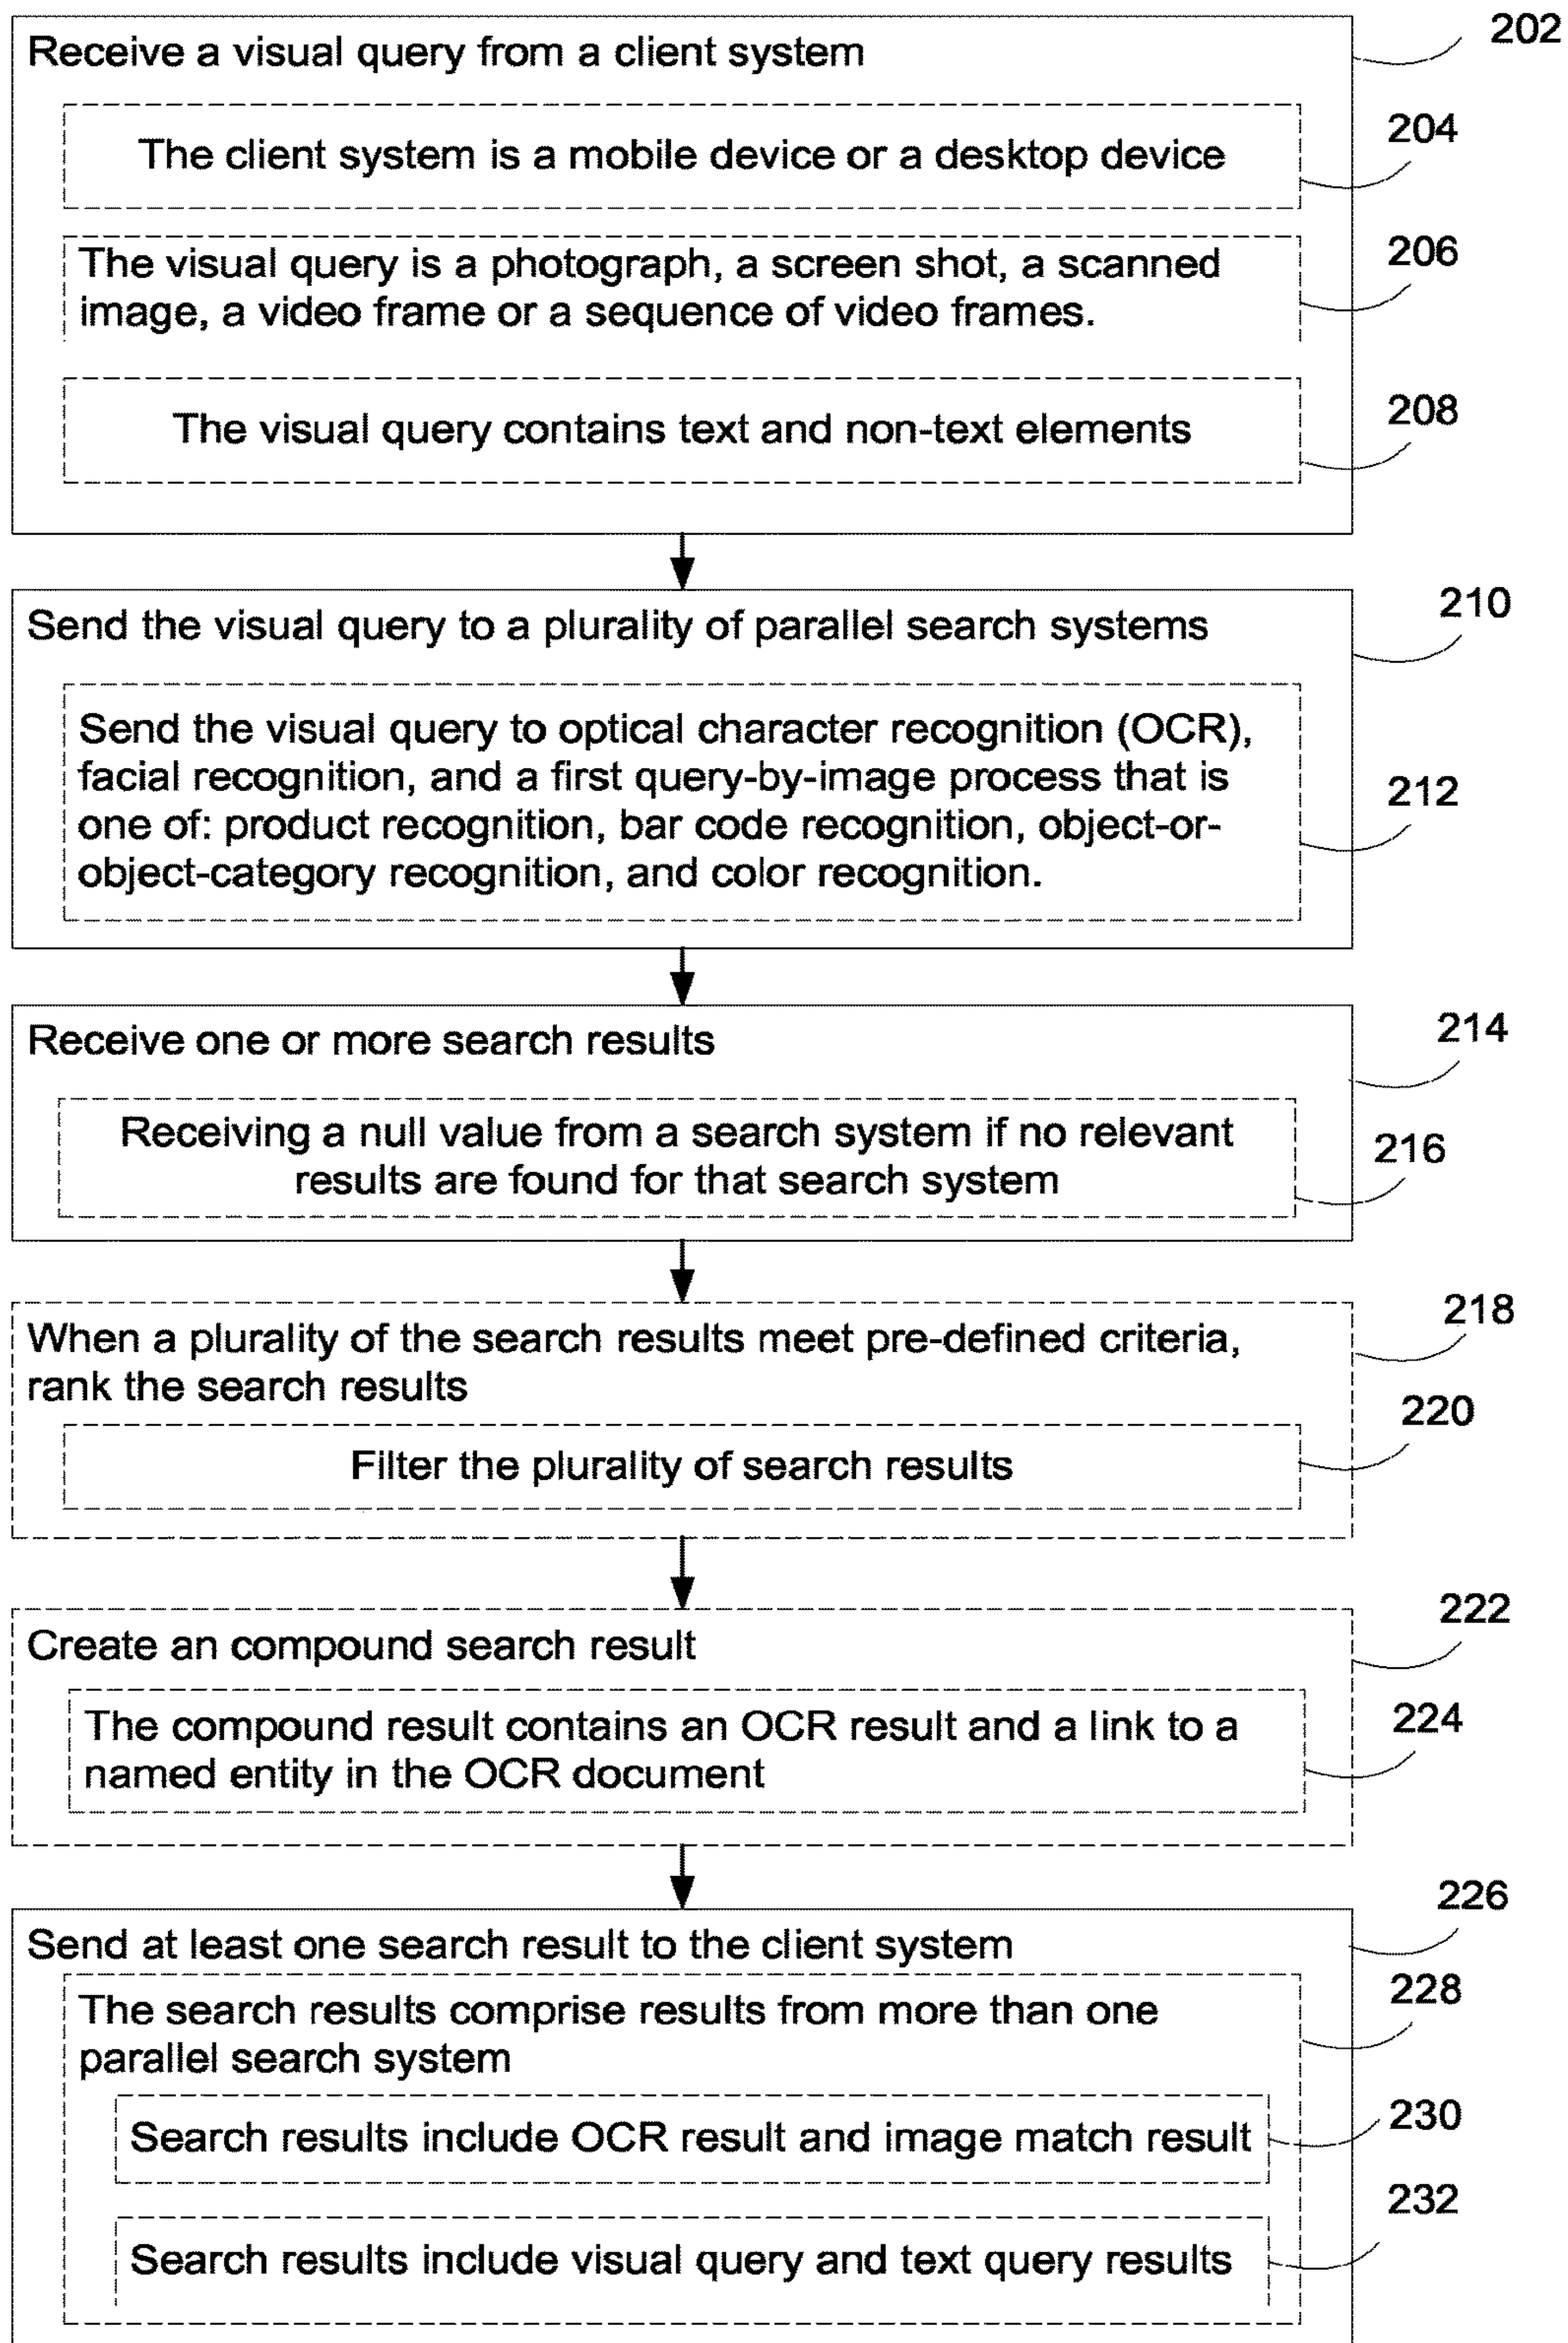 202
Receive a visual query from a client system
204
The client system is a mobile device or a desktop device
206
The visual query is a photograph, a screen shot, a scanned
image, a video frame or a sequence of video frames.
208
The visual query contains text and non-text elements
210
Send the visual query to a plurality of parallel search systems
Send the visual query to optical character recognition (OCR),
facial recognition, and a first query-by-image process that is
212
one of: product recognition, bar code recognition, object-or-
object-category recognition, and color recognition.
214
Receive one or more search results
Receiving a null value from a search system if no relevant
216
results are found for that search system
218
When a plurality of the search results meet pre-defined criteria,
rank the search results
220
Filter the plurality of search results
222
Create an compound search result
224
The compound result contains an OCR result and a link to a
named entity in the OCR document
226
Send at least one search result to the client system
228
The search results comprise results from more than one
parallel search system
230
Search results include OCR result and image match result
232
Search results include visual query and text query results